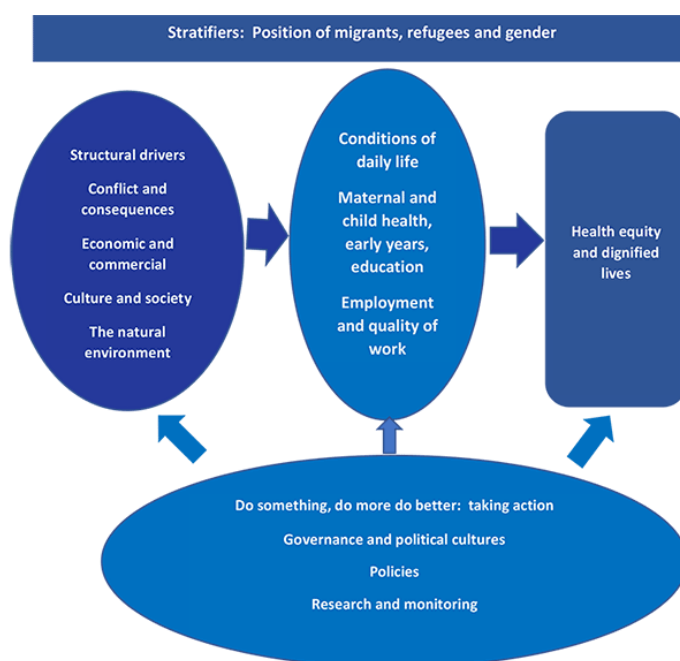 Stratifiers:  Position of migrants, refugees and gender
Structural drivers
Conflict and
consequences
Economic and
commercial
Culture and society
The natural
environment
Conditions of
daily life
Maternal and
child health,
early years,
education
Employment
and quality of
work
Health equity
and dignified
lives
Do something, do more do better:  taking action
Governance and political cultures
Policies
Research and monitoring